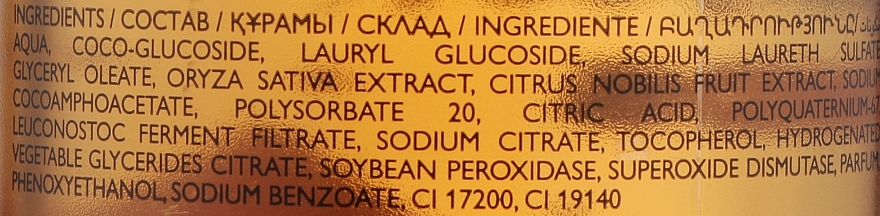 INGREDIENTS / СОСТАВ / ҚҰРАМЫ / СКЛАД / INGREDIENTE / ԲԱՂԱԴՐՈՒԹՅՈՒՆԸ/
AQUA, COCO-GLUCOSIDE, LAURYL GLUCOSIDE, SODIUM LAURETH SULFATE
GLYCERYL OLEATE, ORYZA SATIVA EXTRACT, CITRUS NOBILIS FRUIT EXTRACT, SODIUM
COCOAMPHOACETATE, POLYSORBATE 20, CITRIC ACID, POLYQUATERNIUM-67,
LEUCONOSTOC FERMENT FILTRATE, SODIUM CITRATE, TOCOPHEROL, HYDROGENATED
VEGETABLE GLYCERIDES CITRATE, SOYBEAN PEROXIDASE, SUPEROXIDE DISMUTASE, PARFUM,
PHENOXYETHANOL, SODIUM BENZOATE, CI 17200, CI 19140